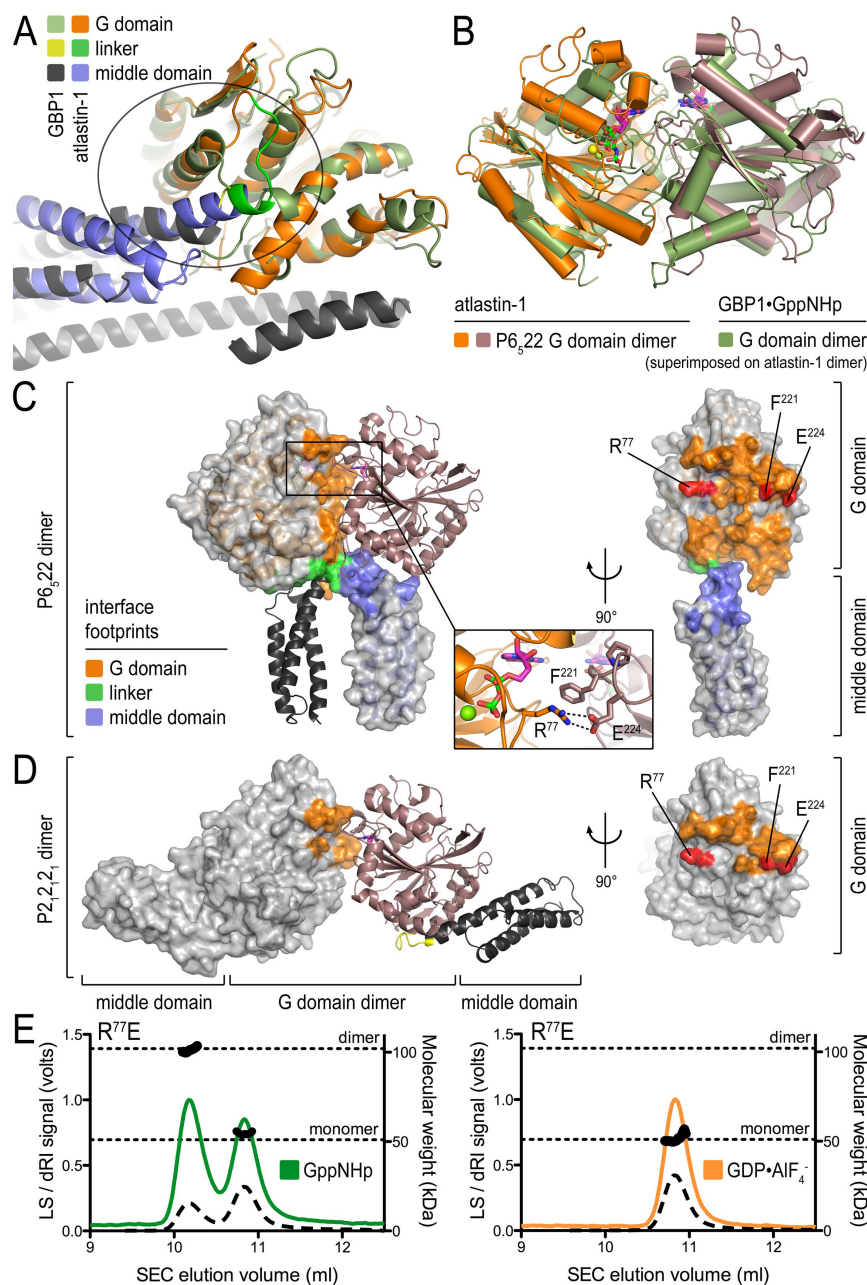 A
G domain
linker
middle domain
GBP1
atlastin-1
B
atlastin-1
P6₅22 G domain dimer
GBP1•GppNHp
G domain dimer
(superimposed on atlastin-1 dimer)
C
P6₅22 dimer
interface
footprints
G domain
linker
middle domain
F²²¹
R⁷⁷
E²²⁴
90°
R⁷⁷
F²²¹
E²²⁴
G domain
middle domain
D
P2₁2₁2₁ dimer
middle domain
G domain dimer
middle domain
90°
R⁷⁷
F²²¹
E²²⁴
G domain
E
R⁷⁷E
LS / dRI signal (volts)
1.5
1.0
0.5
0.0
dimer
monomer
GppNHp
100
50
0
Molecular weight (kDa)
9 10 11 12
SEC elution volume (ml)
R⁷⁷E
LS / dRI signal (volts)
1.5
1.0
0.5
0.0
dimer
monomer
GDP•AlF₄⁻
100
50
0
Molecular weight (kDa)
9 10 11 12
SEC elution volume (ml)